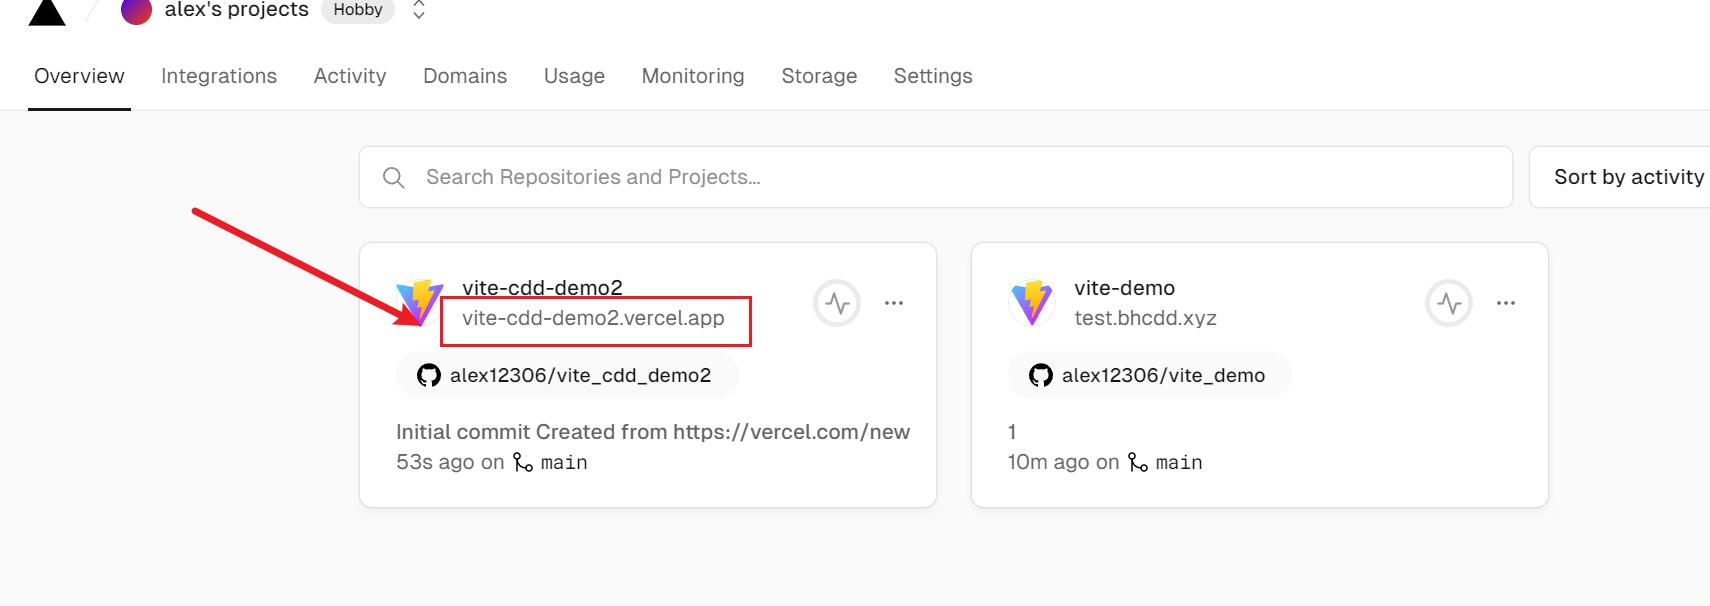 alex's projects Hobby
Overview Integrations Activity Domains Usage Monitoring Storage Settings
Search Repositories and Projects... Sort by activity
vite-cdd-demo2
vite-cdd-demo2.vercel.app
alex12306/vite_cdd_demo2
Initial commit Created from https://vercel.com/new
53s ago on main
vite-demo
test.bhcdd.xyz
alex12306/vite_demo
1
10m ago on main